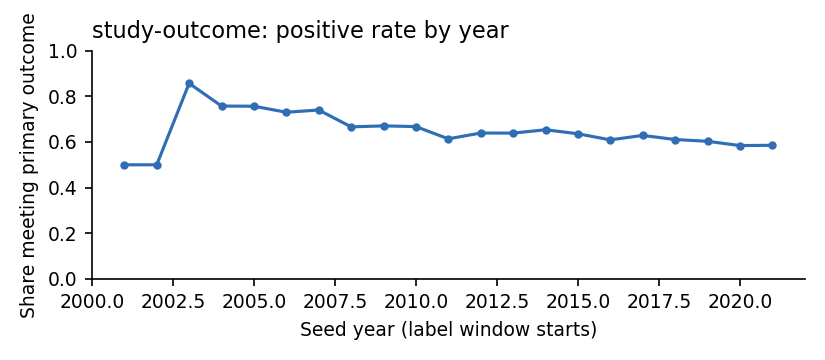 study-outcome: positive rate by year
Share meeting primary outcome
1.0
0.8
0.6
0.4
0.2
0.0
2000.0 2002.5 2005.0 2007.5 2010.0 2012.5 2015.0 2017.5 2020.0
Seed year (label window starts)